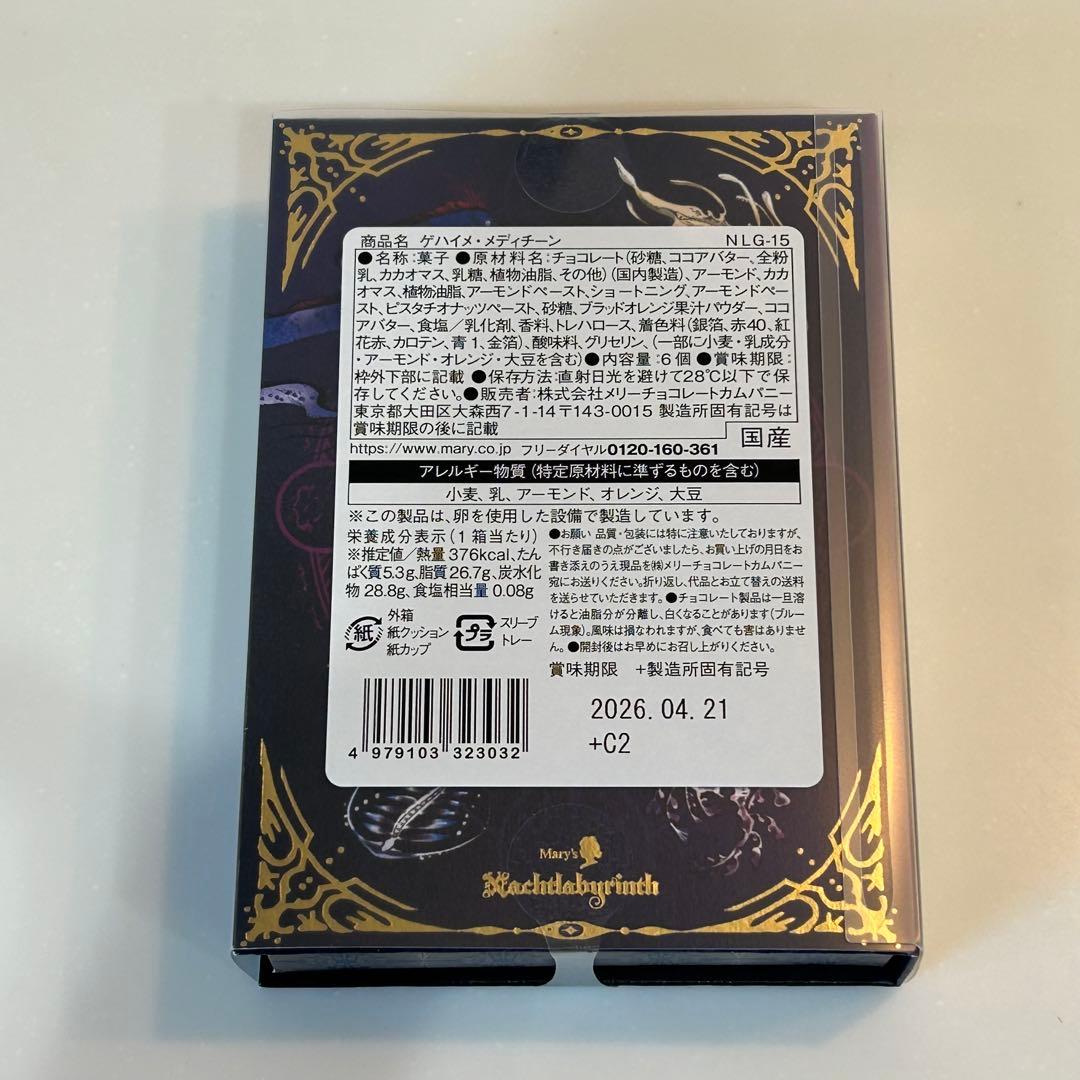 商品名 ゲハイメ・メディチーン NLG-15
●名称:菓子 ●原材料名:チョコレート(砂糖、ココアバター、全粉
乳、カカオマス、乳糖、植物油脂、その他)(国内製造)、アーモンド、カカ
オマス、植物油脂、アーモンドペースト、ショートニング、アーモンドペー
スト、ピスタチオナッツペースト、砂糖、ブラッドオレンジ果汁パウダー、ココ
アバター、食塩/乳化剤、香料、トレハロース、着色料(銀箔、赤40、紅
花赤、カロテン、青1、金箔)、酸味料、グリセリン、(一部に小麦・乳成分
・アーモンド・オレンジ・大豆を含む)●内容量:6個 ●賞味期限:
枠外下部に記載 ●保存方法:直射日光を避けて28℃以下で保
存してください。●販売者:株式会社メリーチョコレートカムパニー
東京都大田区大森西7-1-14〒143-0015 製造所固有記号は
賞味期限の後に記載
国産
https://www.mary.co.jp フリーダイヤル0120-160-361
アレルギー物質(特定原材料に準ずるものを含む)
小麦、乳、アーモンド、オレンジ、大豆
※この製品は、卵を使用した設備で製造しています。
栄養成分表示(1箱当たり)
※推定値/熱量 376kcal、たん
ぱく質5.3g、脂質26.7g、炭水化
物 28.8g、食塩相当量 0.08g
●お願い 品質・包装には特に注意いたしておりますが、
不行き届きの点がございましたら、お買い上げの月日をお
書き添えのうえ現品を㈱メリーチョコレートカムパニー
宛にお送りください。折り返し、代品とお立て替えの送料
を送らせていただきます。●チョコレート製品は一旦溶
けると油脂分が分離し、白くなることがあります(ブルー
ム現象)。風味は損なわれますが、食べても害はありませ
ん。●開封後はお早めにお召し上がりください。
紙
外箱
紙クッション
紙カップ
プラ
スリーブ
トレー
賞味期限 +製造所固有記号
2026.04.21
+C2
4 979103 323032
Mary's
Nachtlabyrinth